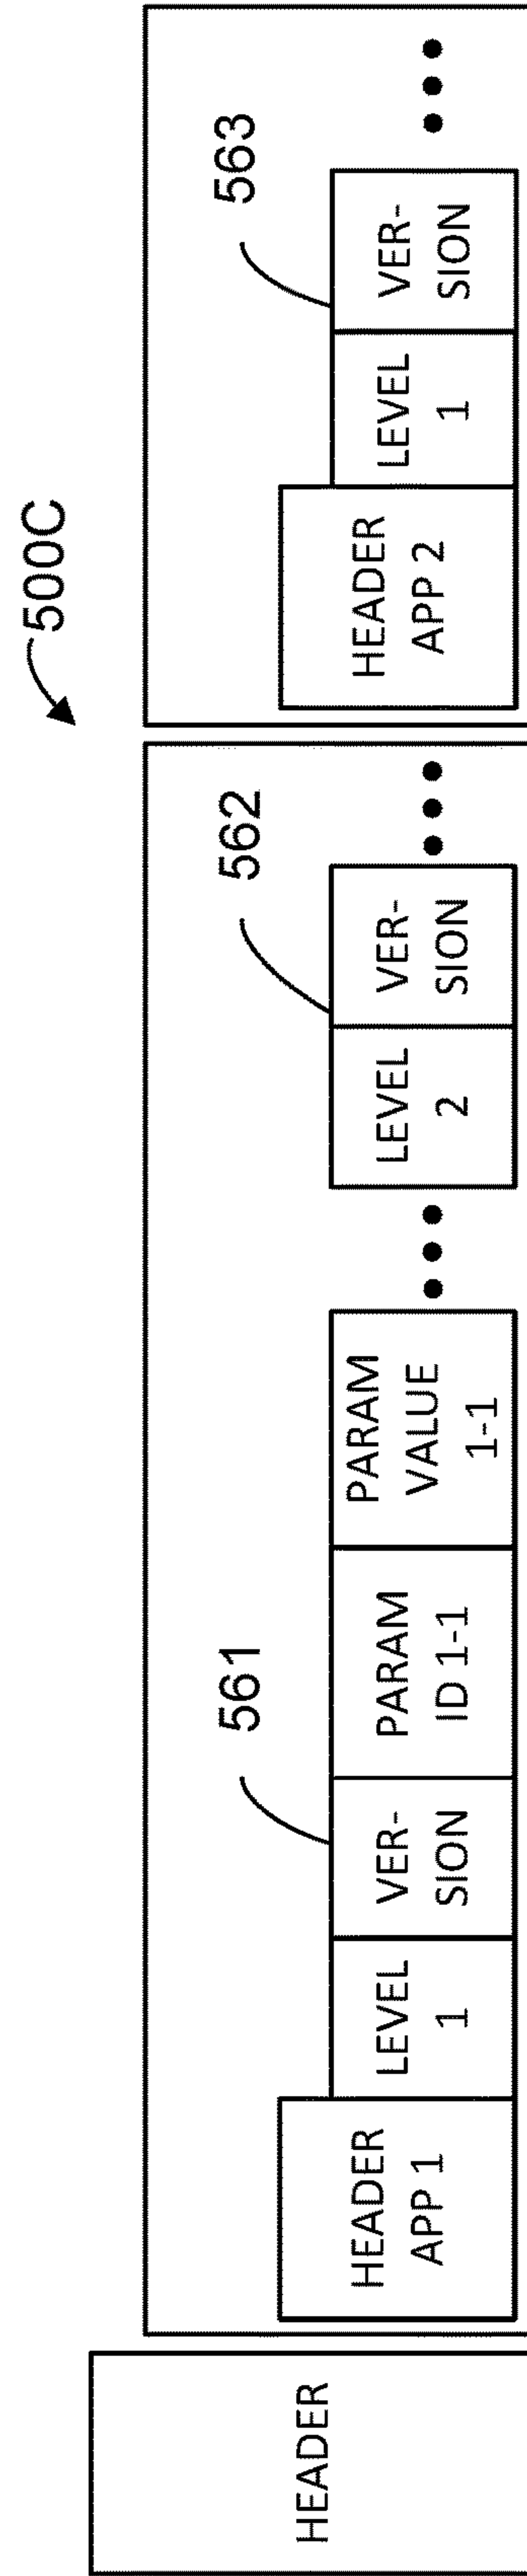 500C
561
562
563
HEADER
HEADER
APP 1
LEVEL
1
VER-
SION
PARAM
ID 1-1
PARAM
VALUE
1-1
LEVEL
2
VER-
SION
HEADER
APP 2
LEVEL
1
VER-
SION